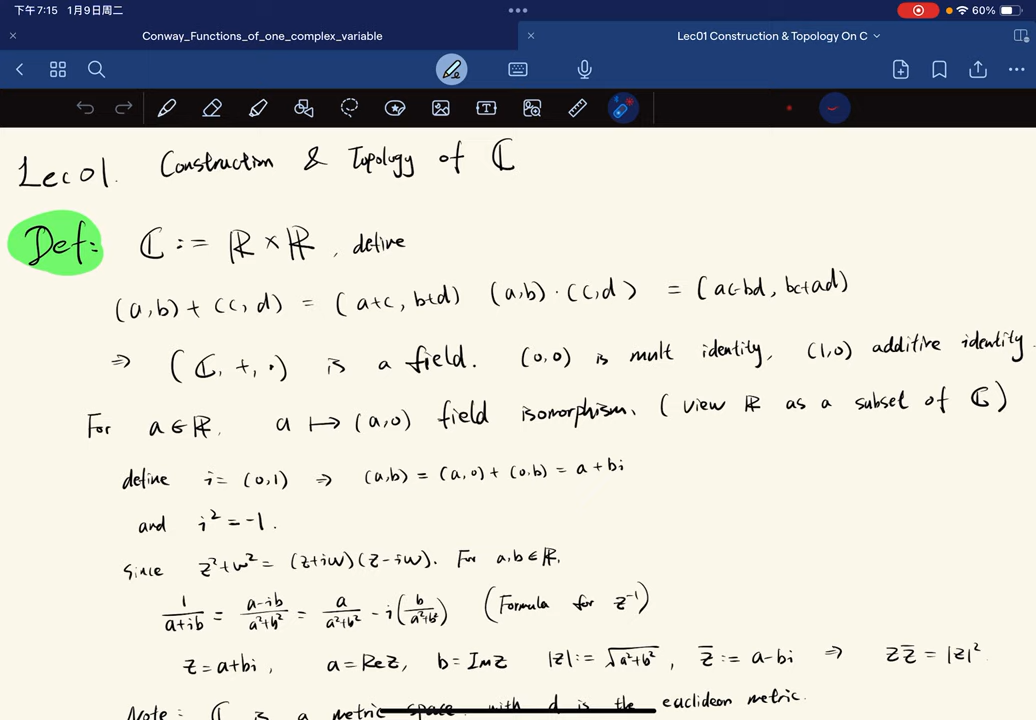 下午7:15 1月9日周二
60%
Conway_Functions_of_one_complex_variable
Lec01 Construction & Topology On C
Lec01. Construction & Topology of ℂ
Def: ℂ := ℝ × ℝ, define
(a,b) + (c,d) = (a+c, b+d) (a,b)·(c,d) = (ac-bd, bc+ad)
⇒ (ℂ, +, ·) is a field. (0,0) is mult identity, (1,0) additive identity.
For a∈ℝ, a ↦ (a,0) field isomorphism. (view ℝ as a subset of ℂ)
define i = (0,1) ⇒ (a,b) = (a,0) + (0,b) = a + bi
and i² = -1.
since z²+w² = (z+iw)(z-iw). For a,b∈ℝ,
1/(a+ib) = (a-ib)/(a²+b²) = a/(a²+b²) - i(b/(a²+b²)) (Formula for z⁻¹)
z = a+bi, a = Re z, b = Im z |z| := √(a²+b²), z̄ := a-bi ⇒ zz̄ = |z|².
Note: ℂ is a metric space with d is the euclidean metric.